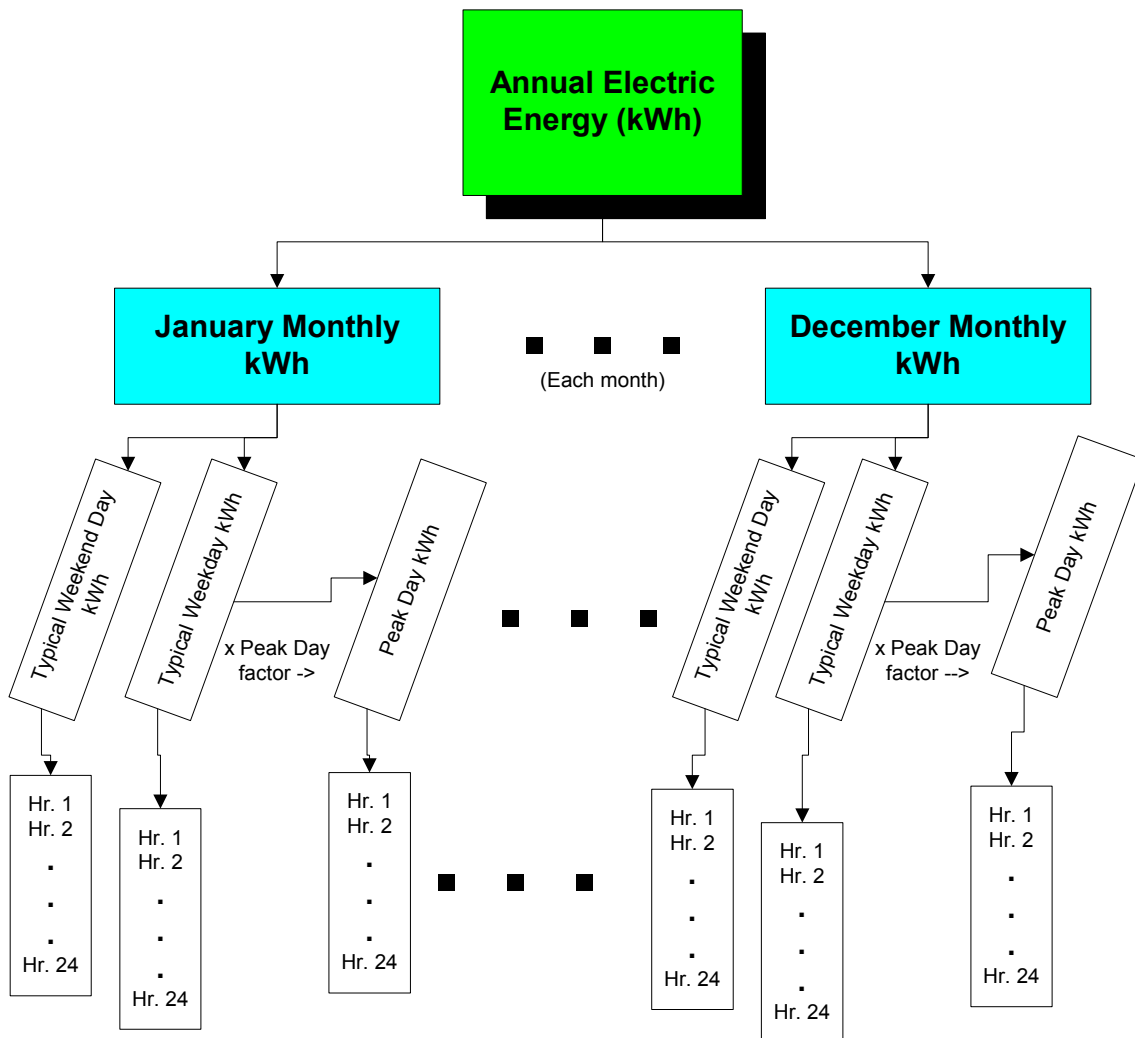 Annual Electric
Energy (kWh)
January Monthly
kWh
(Each month)
December Monthly
kWh
Typical Weekend Day
kWh
Typical Weekday kWh
x Peak Day
factor ->
Peak Day kWh
Typical Weekend Day
kWh
Typical Weekday kWh
x Peak Day
factor -->
Peak Day kWh
Hr. 1
Hr. 2
.
.
.
Hr. 24
Hr. 1
Hr. 2
.
.
.
Hr. 24
Hr. 1
Hr. 2
.
.
.
Hr. 24
Hr. 1
Hr. 2
.
.
.
Hr. 24
Hr. 1
Hr. 2
.
.
.
Hr. 24
Hr. 1
Hr. 2
.
.
.
Hr. 24